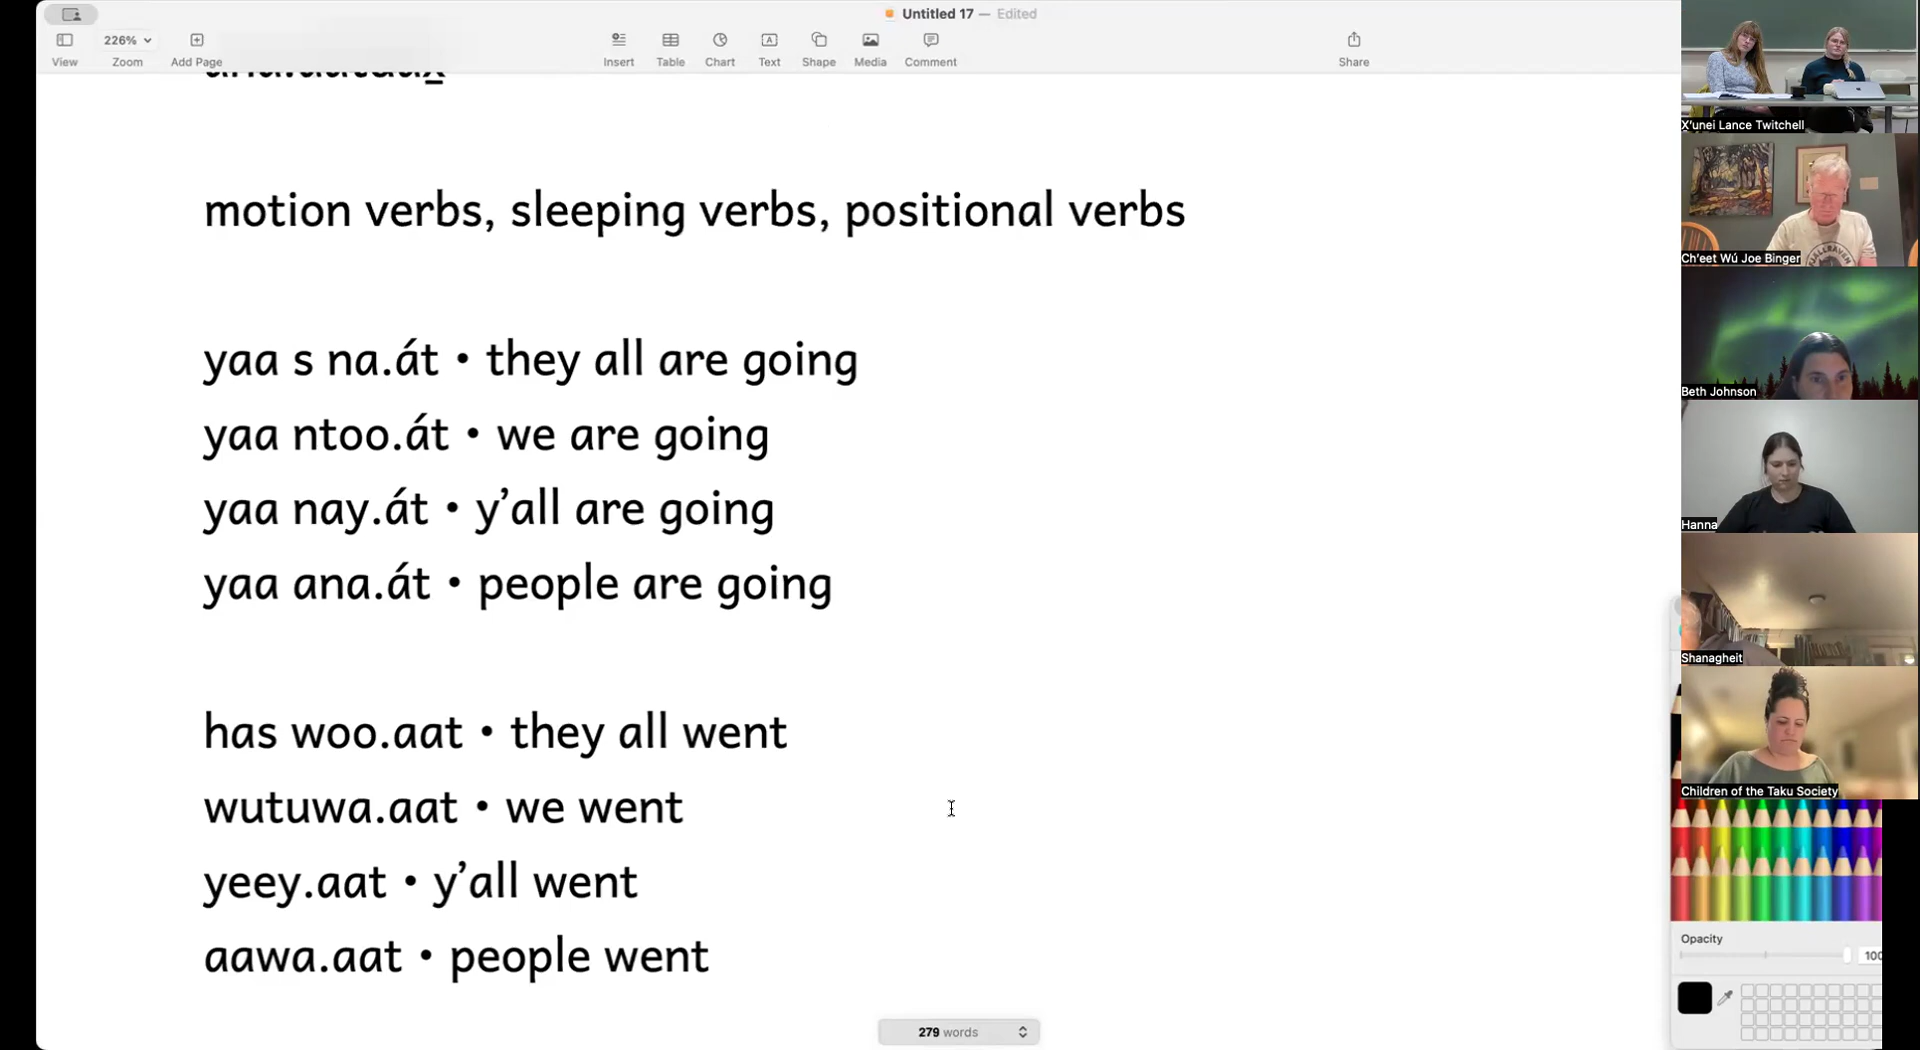 Untitled 17 — Edited
226%
View Zoom Add Page Insert Table Chart Text Shape Media Comment Share
motion verbs, sleeping verbs, positional verbs
yaa s na.át • they all are going
yaa ntoo.át • we are going
yaa nay.át • y’all are going
yaa ana.át • people are going
has woo.aat • they all went
wutuwa.aat • we went
yeey.aat • y’all went
aawa.aat • people went
279 words
X'unei Lance Twitchell
Ch'eet Wú Joe Binger
Beth Johnson
Hanna
Shanagheit
Children of the Taku Society
Opacity
100